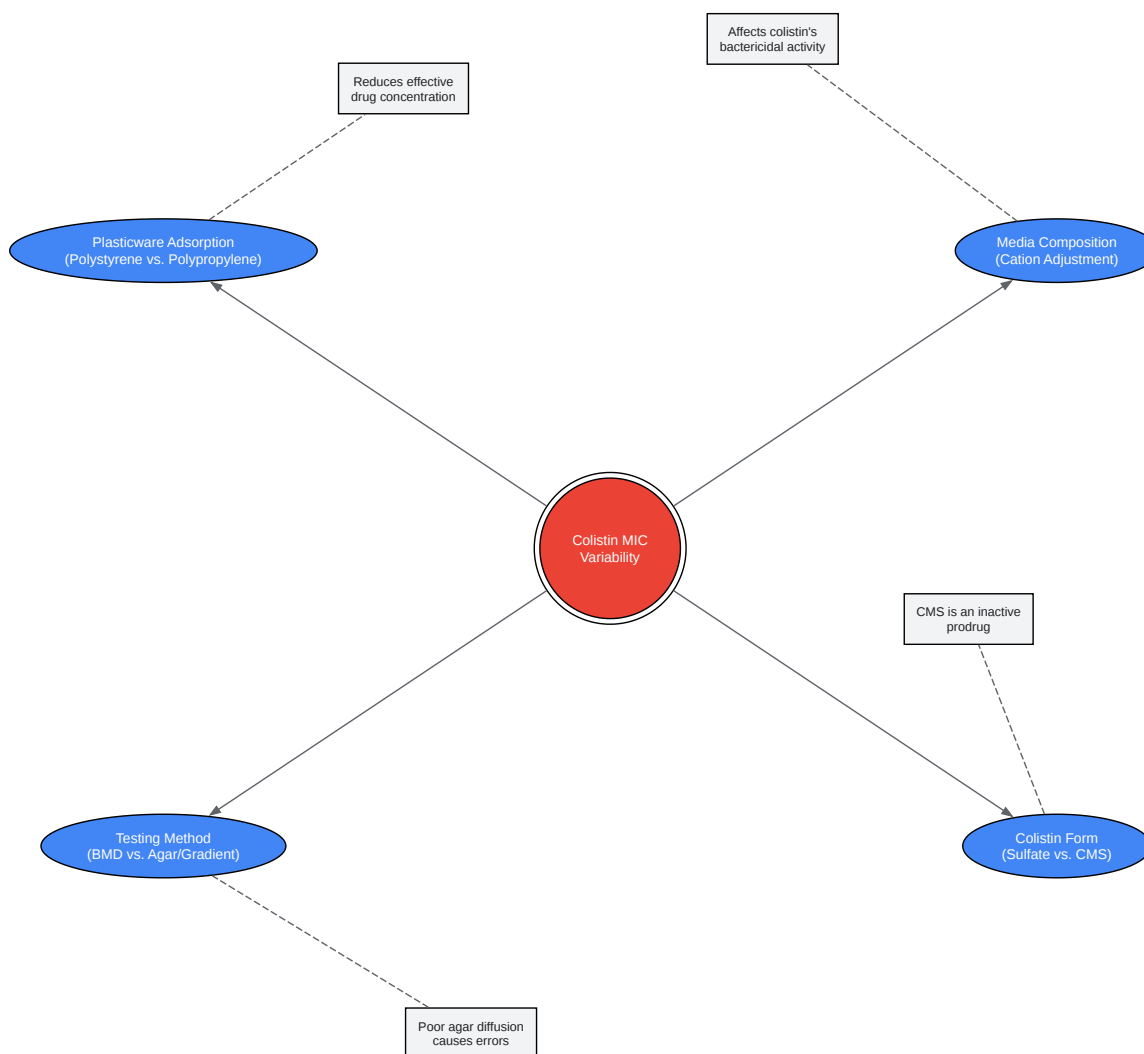 Affects colistin's
bactericidal activity
Reduces effective
drug concentration
Plasticware Adsorption
(Polystyrene vs. Polypropylene)
Media Composition
(Cation Adjustment)
Colistin MIC
Variability
CMS is an inactive
prodrug
Testing Method
(BMD vs. Agar/Gradient)
Colistin Form
(Sulfate vs. CMS)
Poor agar diffusion
causes errors